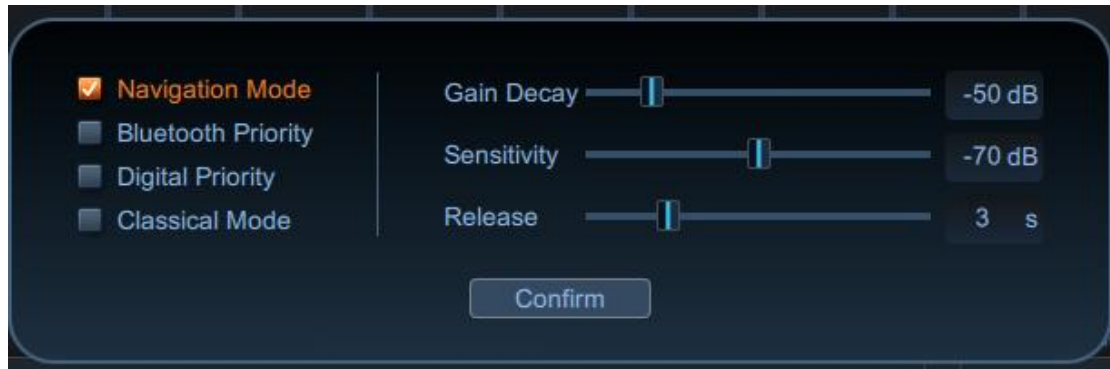 Navigation Mode
Bluetooth Priority
Digital Priority
Classical Mode
Gain Decay -50 dB
Sensitivity -70 dB
Release 3 s
Confirm